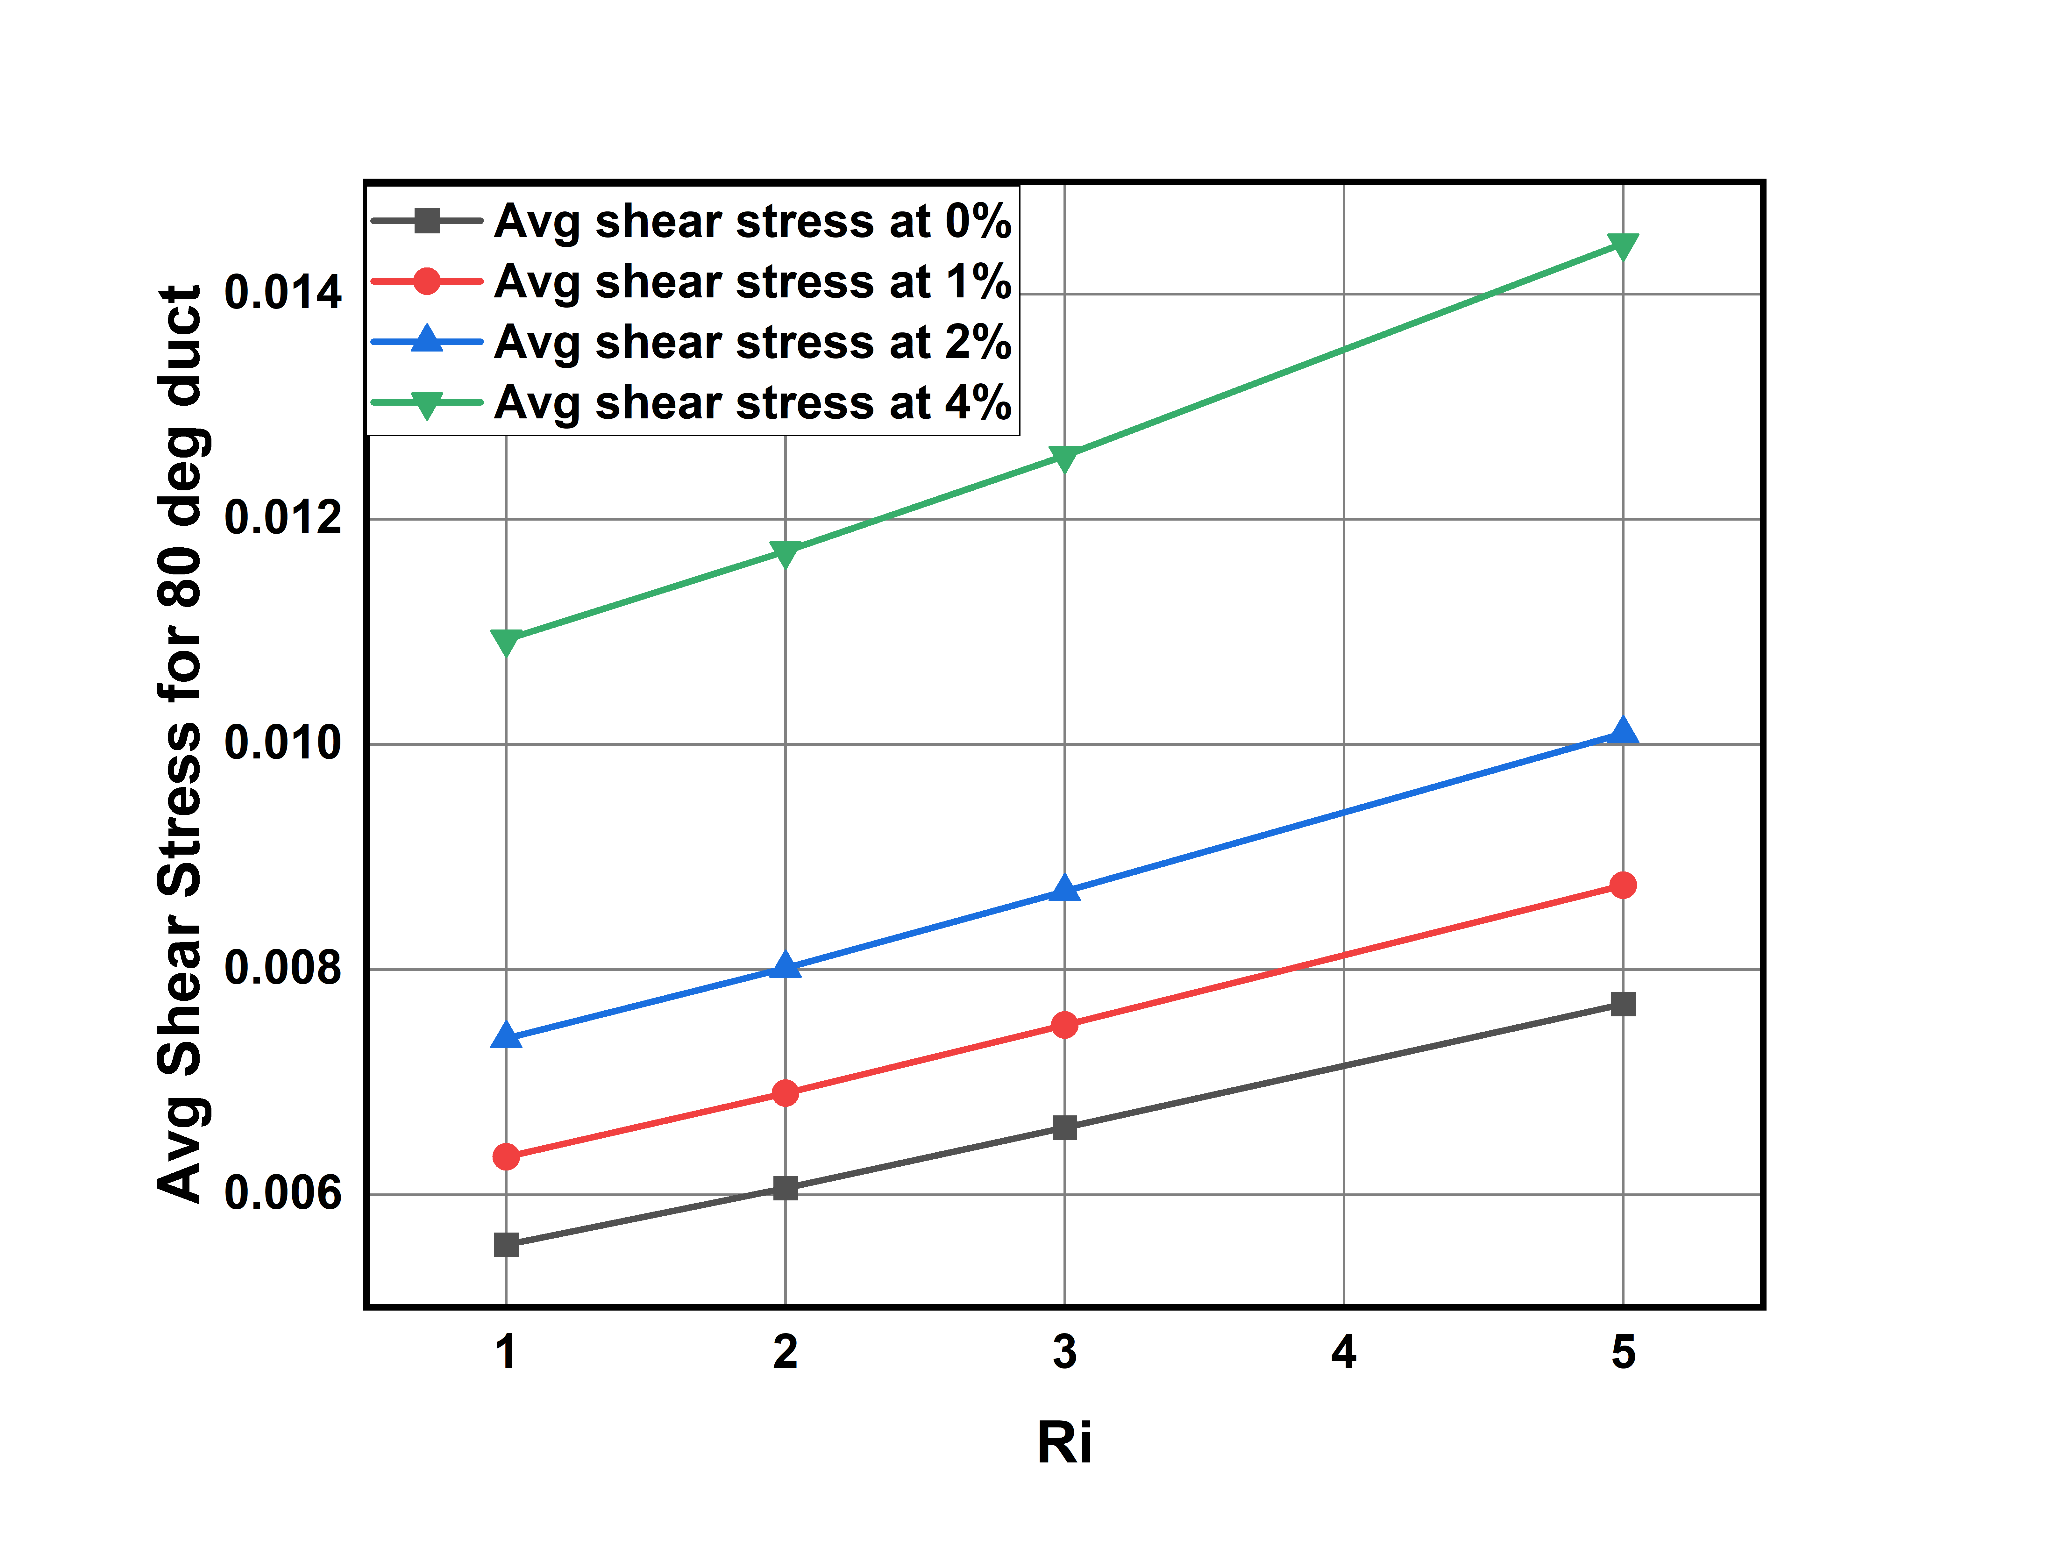 Avg shear stress at 0%
Avg shear stress at 1%
Avg shear stress at 2%
Avg shear stress at 4%
Avg Shear Stress for 80 deg duct
0.014
0.012
0.010
0.008
0.006
1 2 3 4 5
Ri